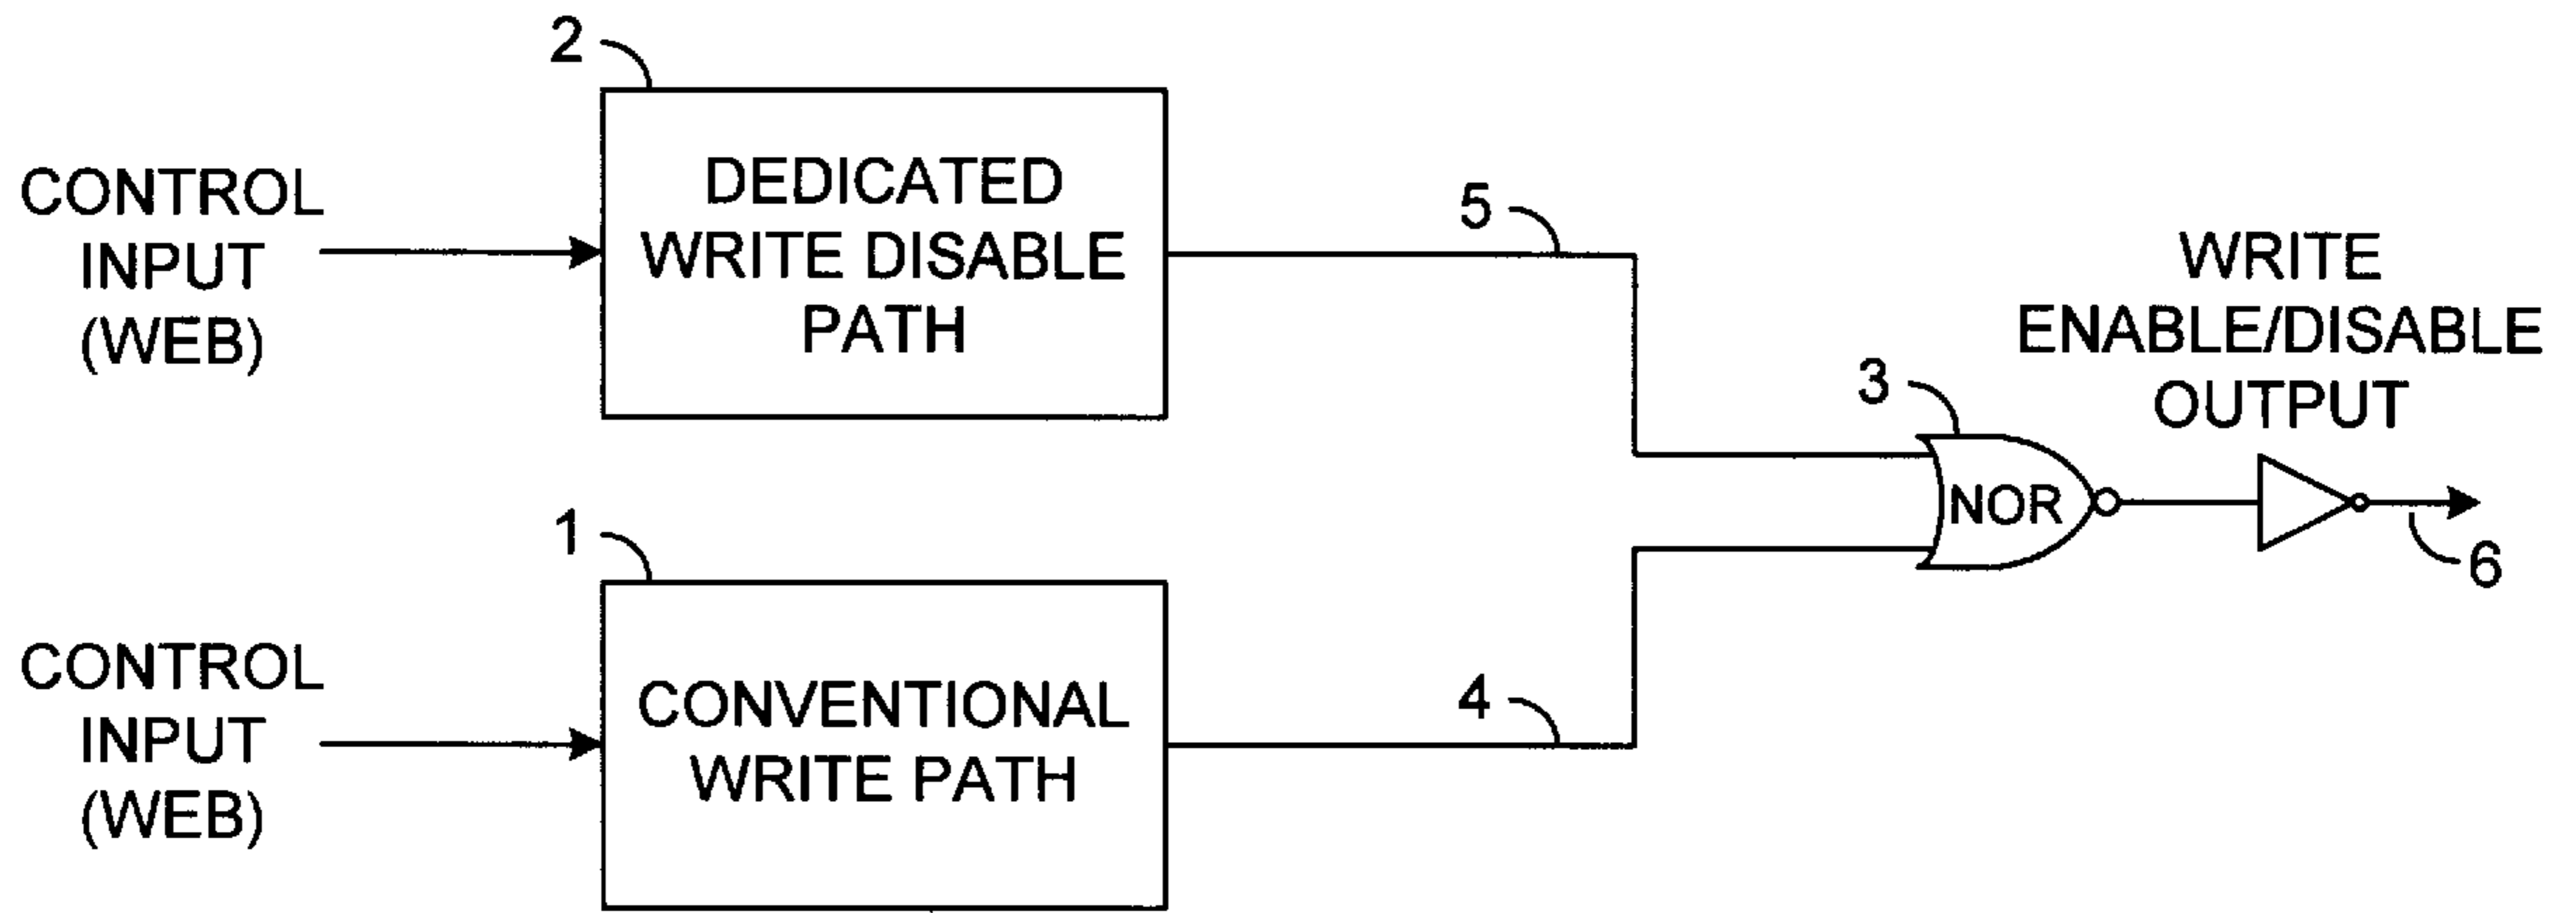 2
CONTROL
INPUT
(WEB)
DEDICATED
WRITE DISABLE
PATH
5
WRITE
ENABLE/DISABLE
OUTPUT
3
NOR
6
1
CONTROL
INPUT
(WEB)
CONVENTIONAL
WRITE PATH
4